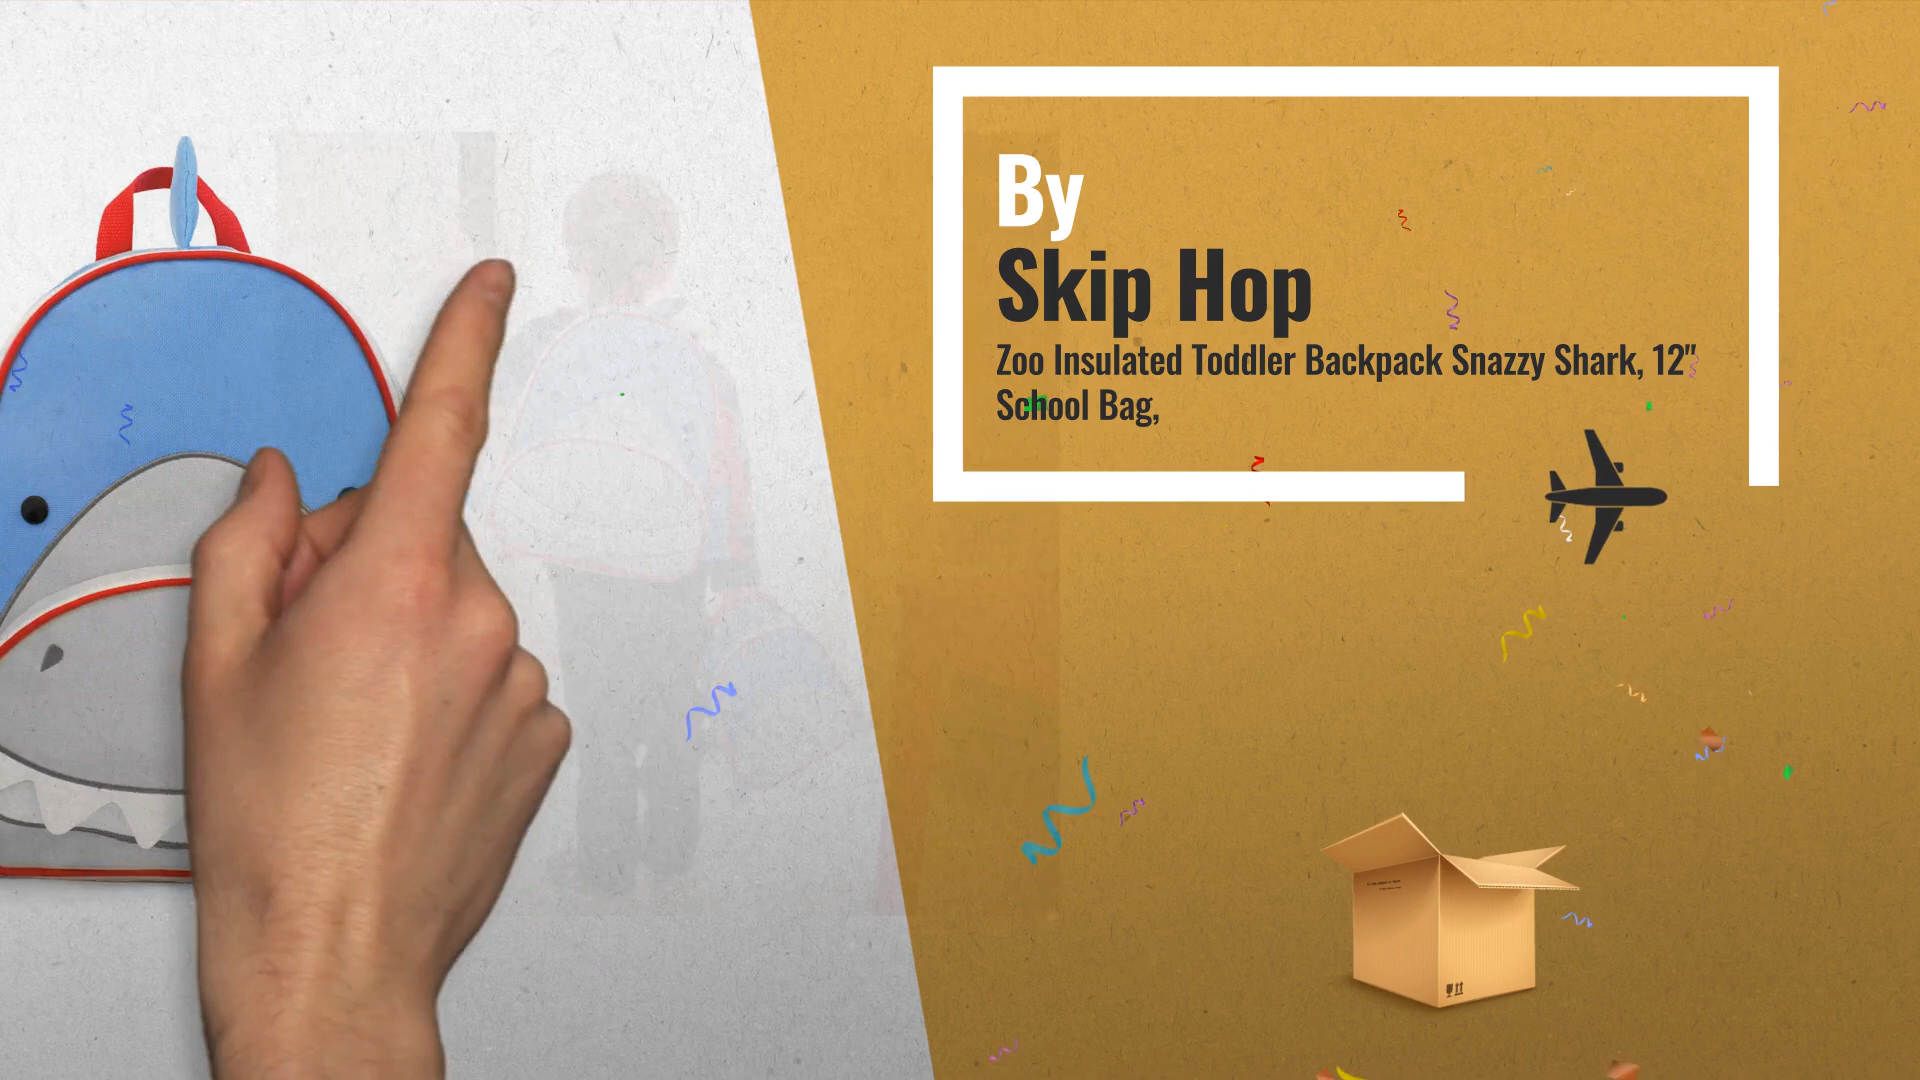 By
Skip Hop
Zoo Insulated Toddler Backpack Snazzy Shark, 12"
School Bag,